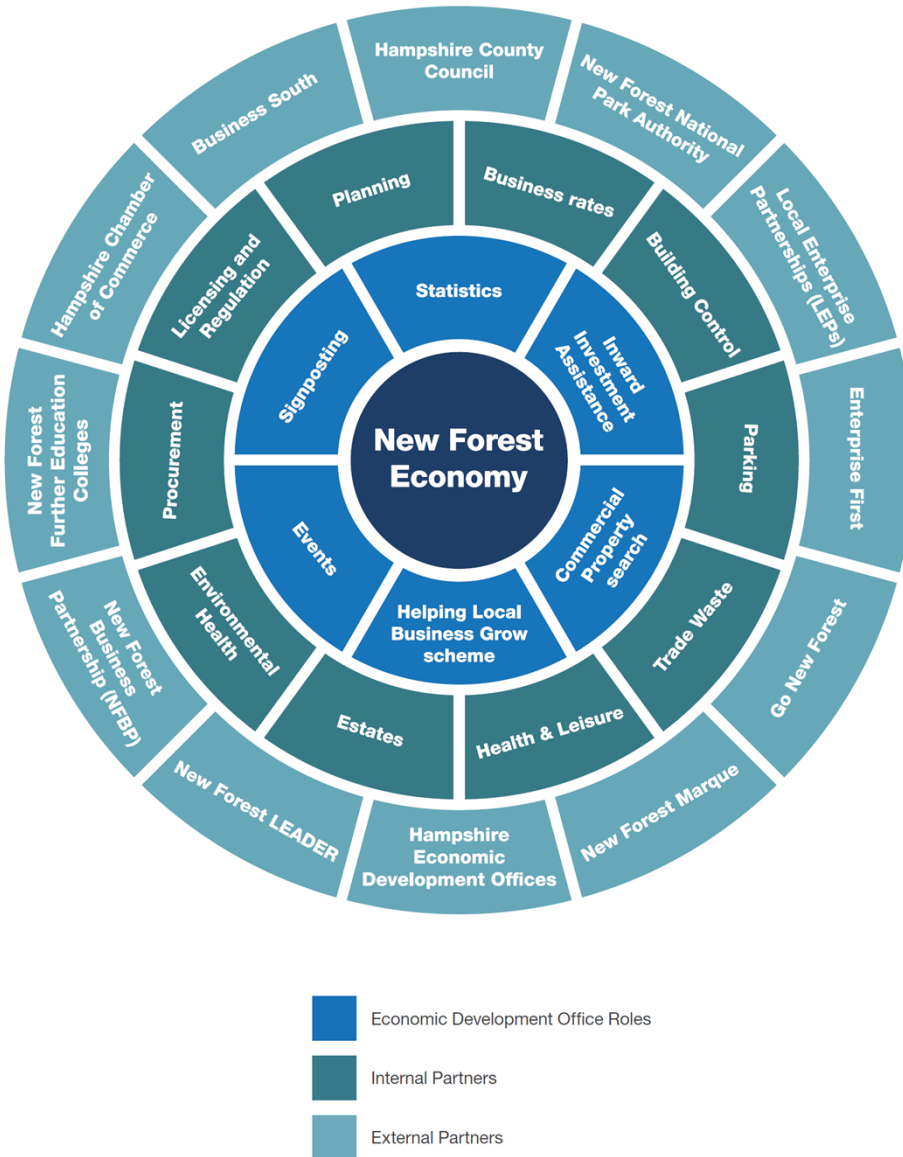 Hampshire County
Council
New Forest National
Park Authority
Local Enterprise
Partnerships (LEPs)
Enterprise First
Go New Forest
New Forest Marque
Hampshire
Economic
Development Offices
New Forest LEADER
New Forest
Business
Partnership (NFBP)
New Forest
Further Education
Colleges
Hampshire Chamber
of Commerce
Business South
Planning
Business rates
Building Control
Parking
Trade Waste
Health & Leisure
Estates
Environmental
Health
Procurement
Licensing and
Regulation
Statistics
Inward
Investment
Assistance
Commercial
Property
search
Helping Local
Business Grow
scheme
Events
Signposting
New Forest
Economy
Economic Development Office Roles
Internal Partners
External Partners